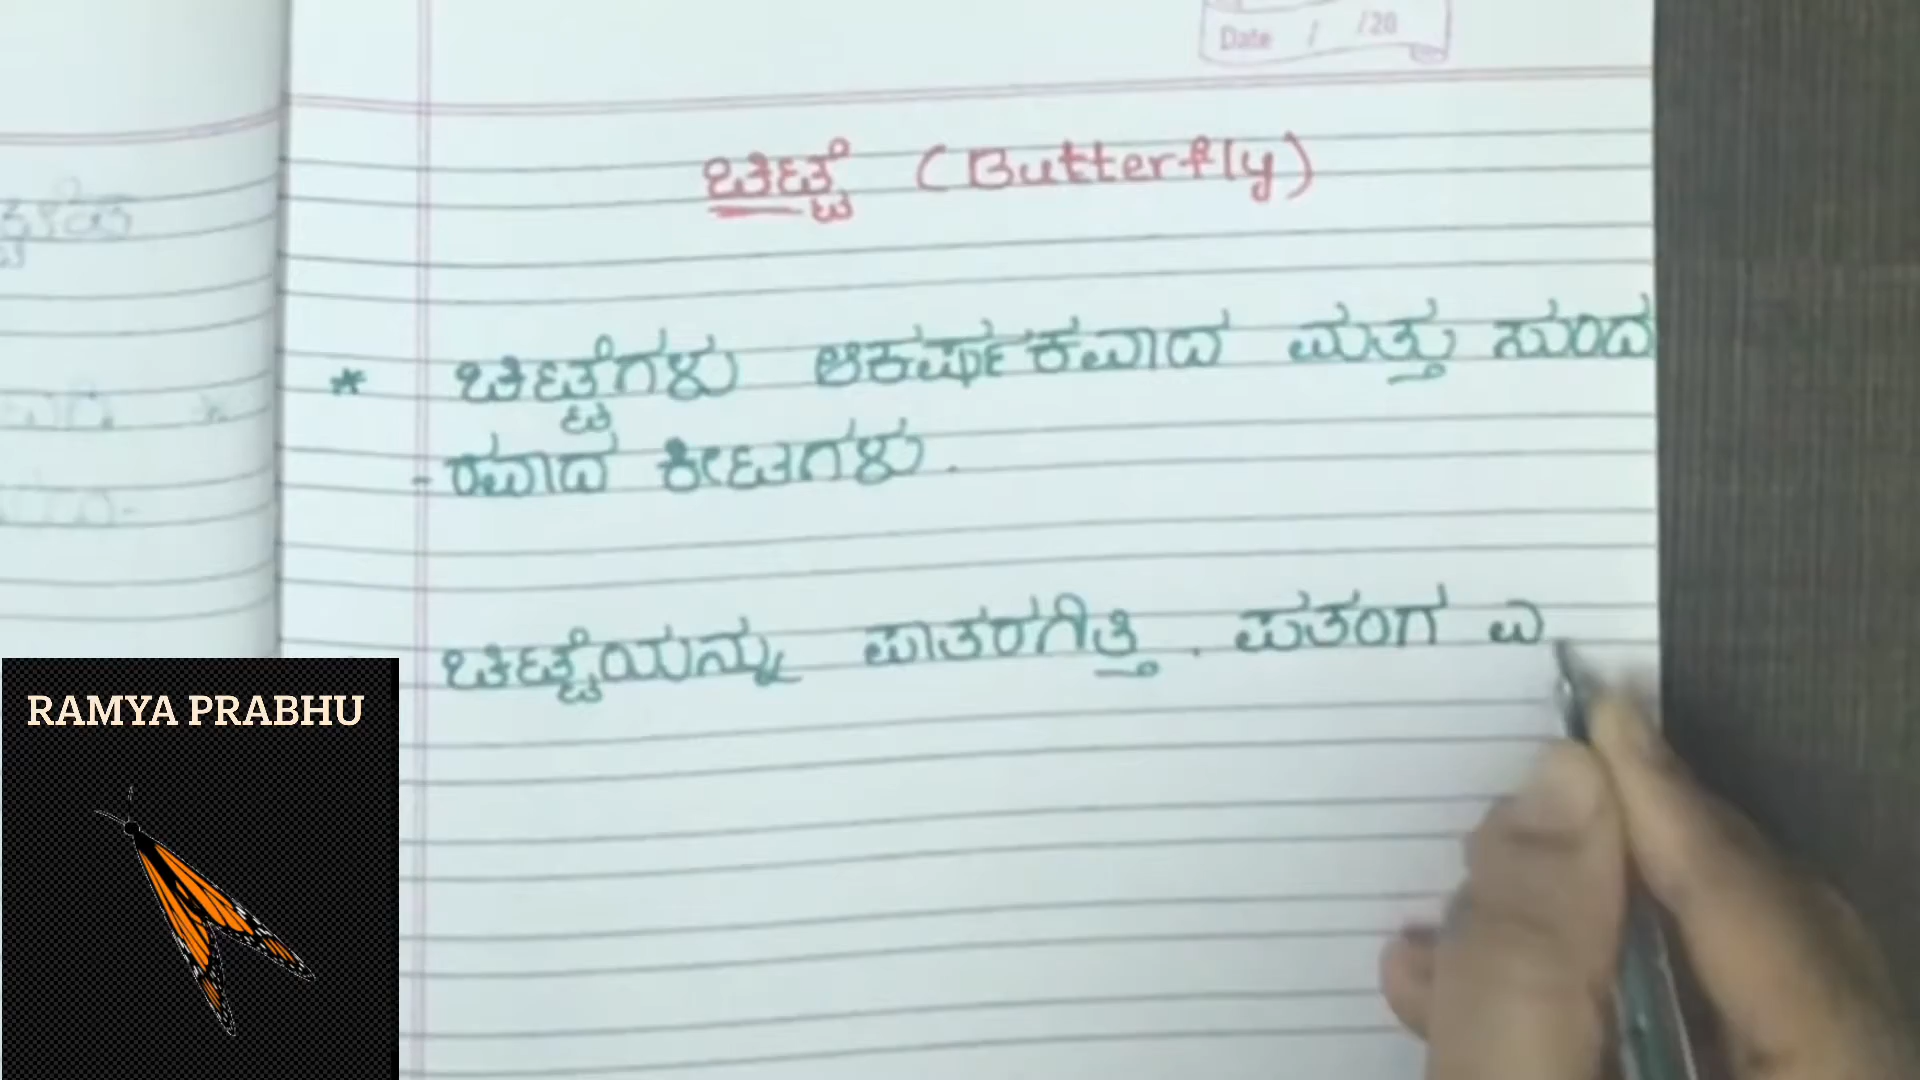 Date / /20
ಚಿಟ್ಟೆ (Butterfly)
* ಚಿಟ್ಟೆಗಳು ಆಕರ್ಷಕವಾದ ಮತ್ತು ಸುಂದ
- ರವಾದ ಕೀಟಗಳು.
ಚಿಟ್ಟೆಯನ್ನು ಪಾತರಗಿತ್ತಿ . ಪತಂಗ ಎ
RAMYA PRABHU